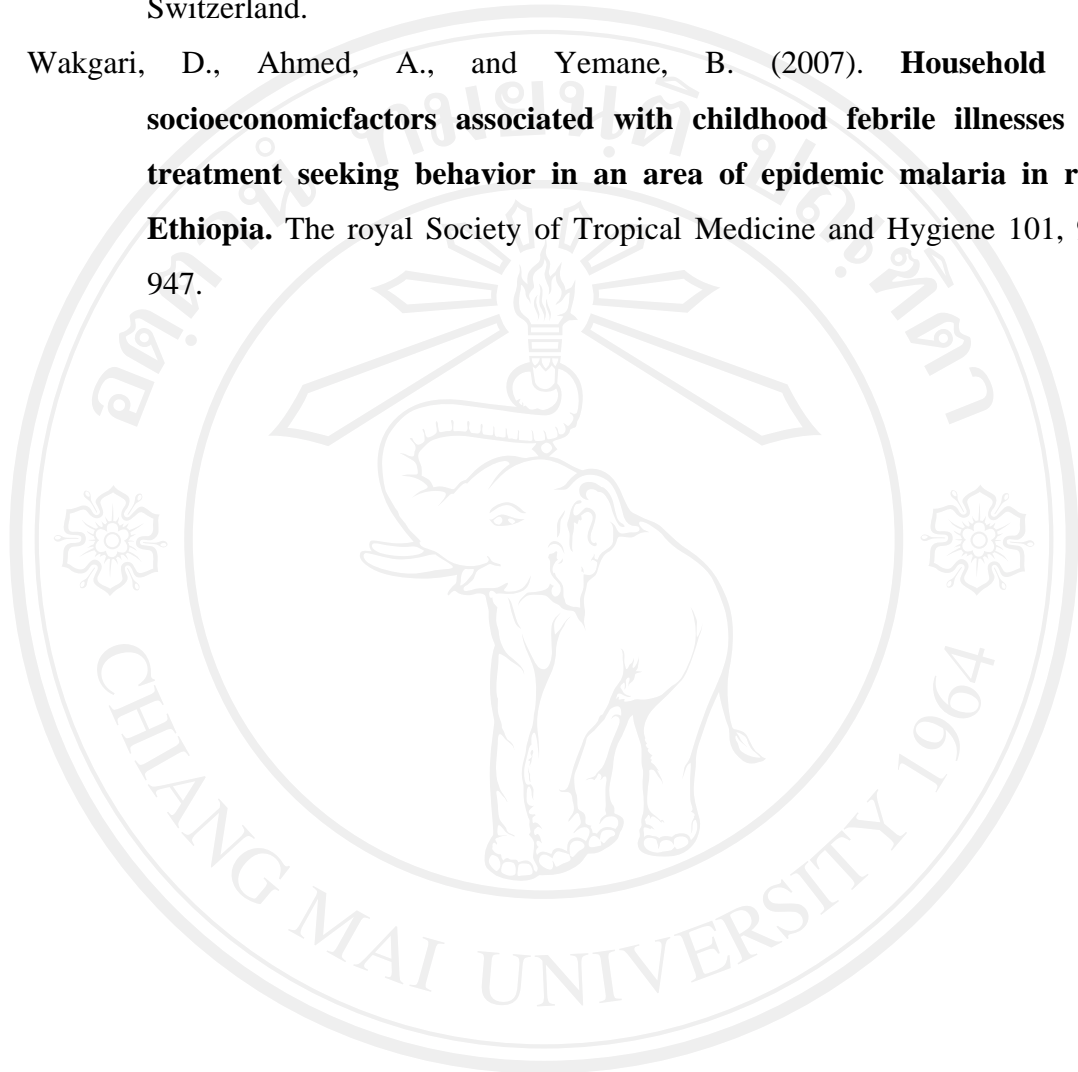 Switzerland.
Wakgari, D., Ahmed, A., and Yemane, B. (2007). Household
socioeconomicfactors associated with childhood febrile illnesses
treatment seeking behavior in an area of epidemic malaria in r
Ethiopia. The royal Society of Tropical Medicine and Hygiene 101,
947.
CHIANG MAI UNIVERSITY 1964